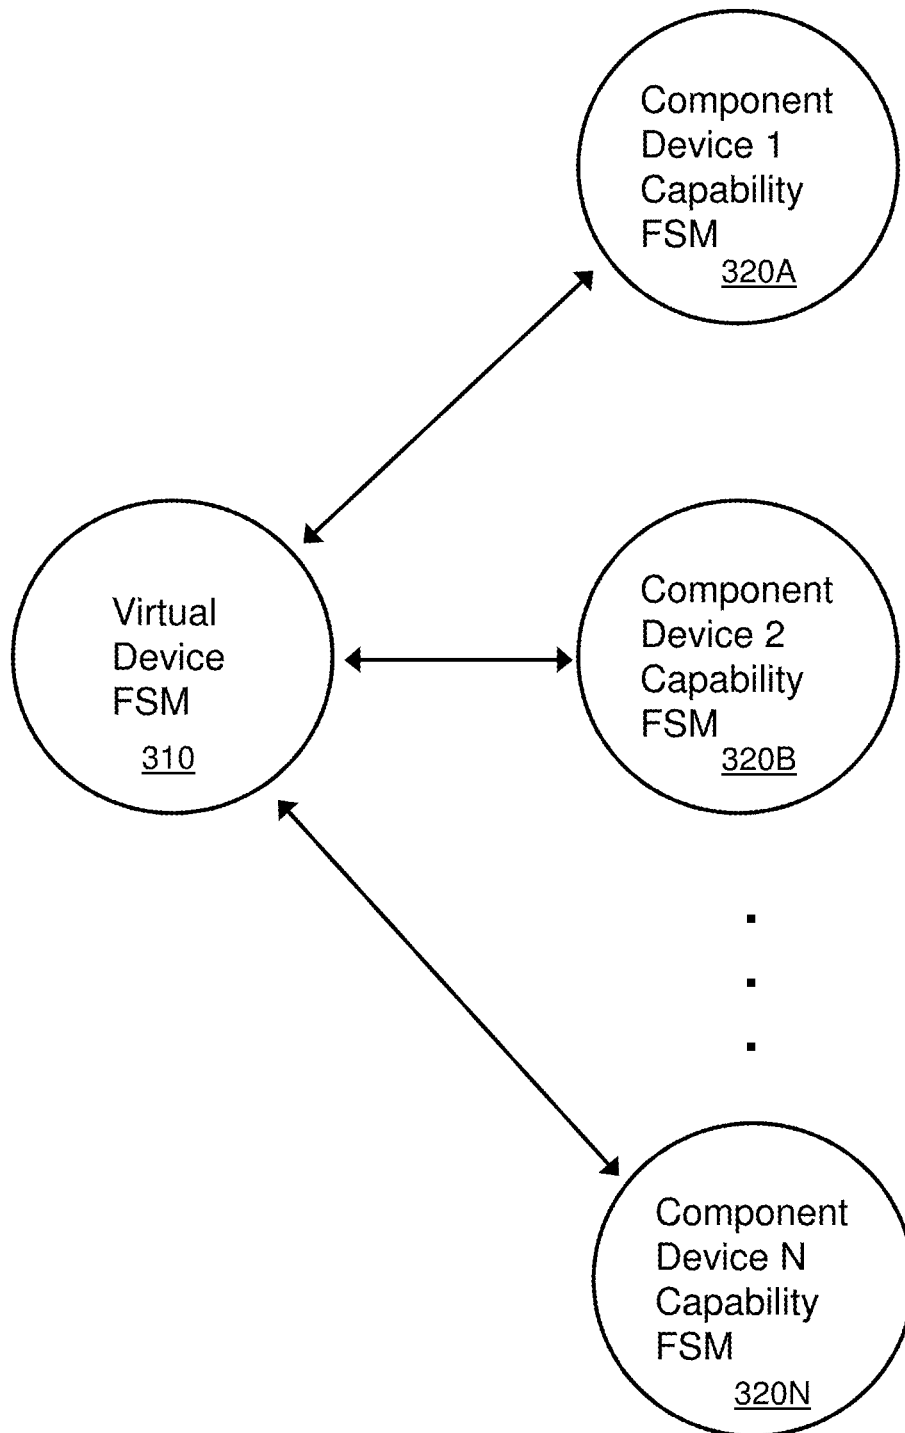 Component
Device 1
Capability
FSM
320A
Virtual
Device
FSM
310
Component
Device 2
Capability
FSM
320B
Component
Device N
Capability
FSM
320N